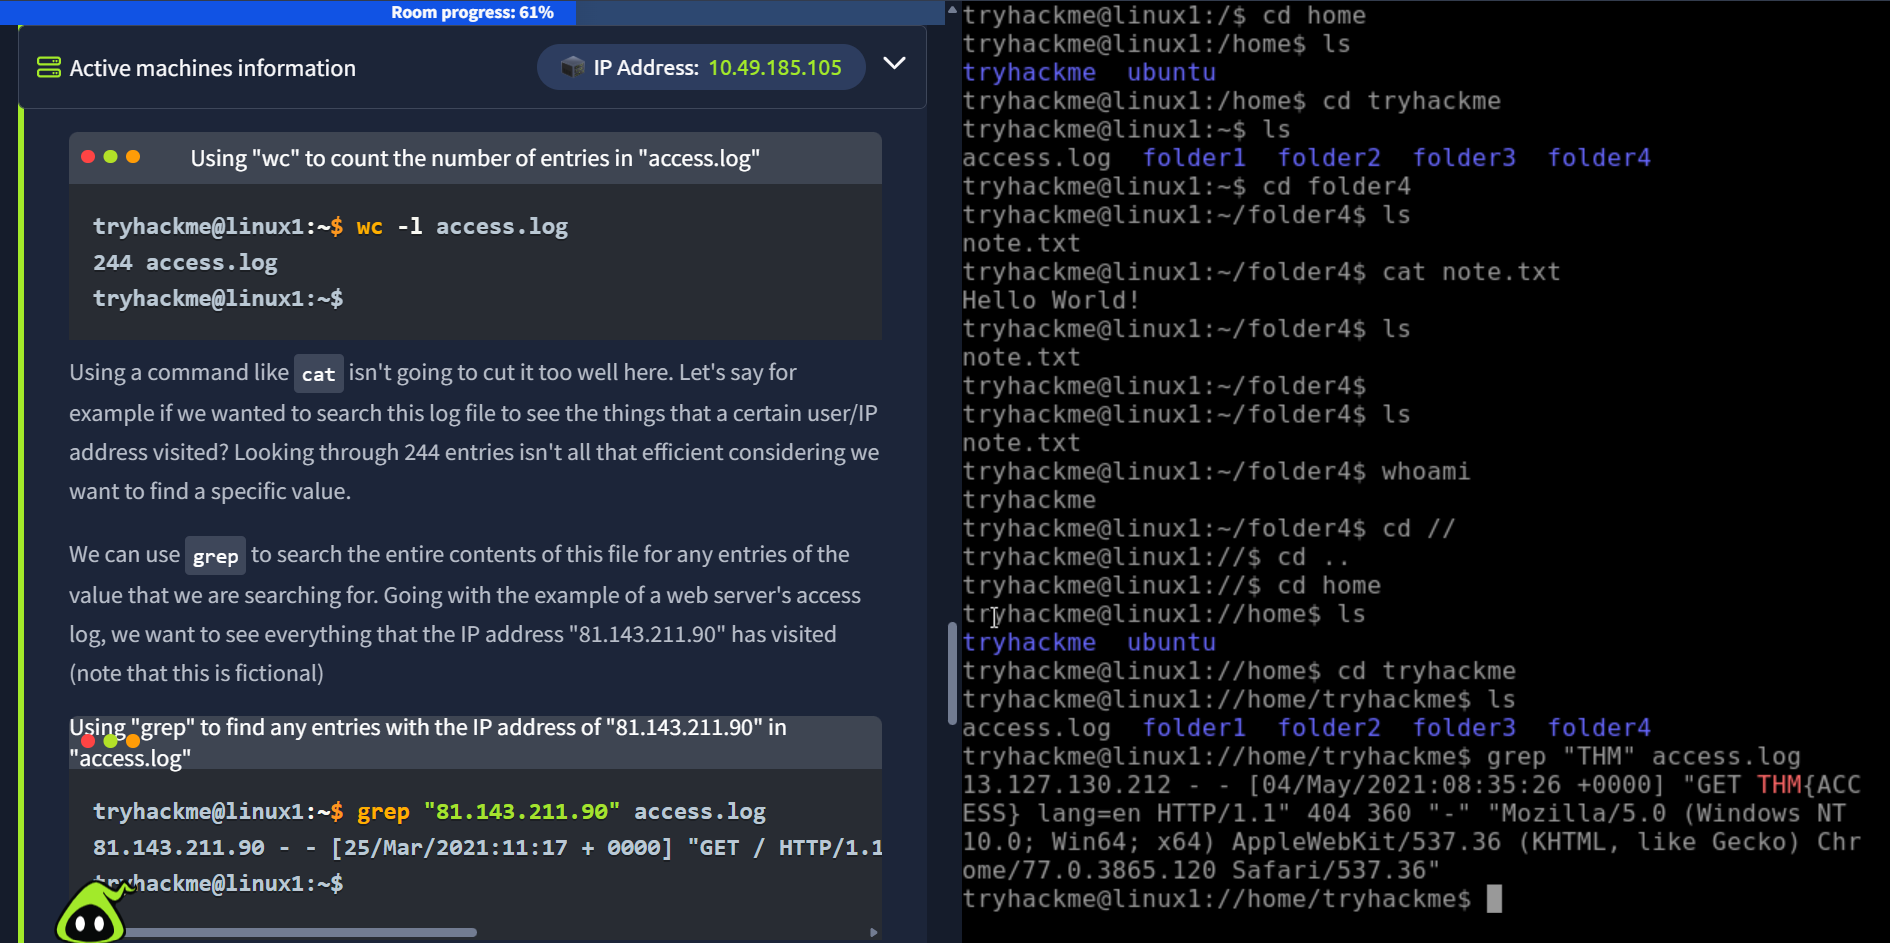 Room progress: 61%
Active machines information
IP Address: 10.49.185.105
Using "wc" to count the number of entries in "access.log"
tryhackme@linux1:~$ wc -l access.log
244 access.log
tryhackme@linux1:~$
Using a command like cat isn't going to cut it too well here. Let's say for
example if we wanted to search this log file to see the things that a certain user/IP
address visited? Looking through 244 entries isn't all that efficient considering we
want to find a specific value.
We can use grep to search the entire contents of this file for any entries of the
value that we are searching for. Going with the example of a web server's access
log, we want to see everything that the IP address "81.143.211.90" has visited
(note that this is fictional)
Using "grep" to find any entries with the IP address of "81.143.211.90" in
"access.log"
tryhackme@linux1:~$ grep "81.143.211.90" access.log
81.143.211.90 - - [25/Mar/2021:11:17 + 0000] "GET / HTTP/1.1
tryhackme@linux1:~$
tryhackme@linux1:/$ cd home
tryhackme@linux1:/home$ ls
tryhackme  ubuntu
tryhackme@linux1:/home$ cd tryhackme
tryhackme@linux1:~$ ls
access.log  folder1  folder2  folder3  folder4
tryhackme@linux1:~$ cd folder4
tryhackme@linux1:~/folder4$ ls
note.txt
tryhackme@linux1:~/folder4$ cat note.txt
Hello World!
tryhackme@linux1:~/folder4$ ls
note.txt
tryhackme@linux1:~/folder4$
tryhackme@linux1:~/folder4$ ls
note.txt
tryhackme@linux1:~/folder4$ whoami
tryhackme
tryhackme@linux1:~/folder4$ cd //
tryhackme@linux1://$ cd ..
tryhackme@linux1://$ cd home
tryhackme@linux1://home$ ls
tryhackme  ubuntu
tryhackme@linux1://home$ cd tryhackme
tryhackme@linux1://home/tryhackme$ ls
access.log  folder1  folder2  folder3  folder4
tryhackme@linux1://home/tryhackme$ grep "THM" access.log
13.127.130.212 - - [04/May/2021:08:35:26 +0000] "GET THM{ACC
ESS} lang=en HTTP/1.1" 404 360 "-" "Mozilla/5.0 (Windows NT
10.0; Win64; x64) AppleWebKit/537.36 (KHTML, like Gecko) Chr
ome/77.0.3865.120 Safari/537.36"
tryhackme@linux1://home/tryhackme$